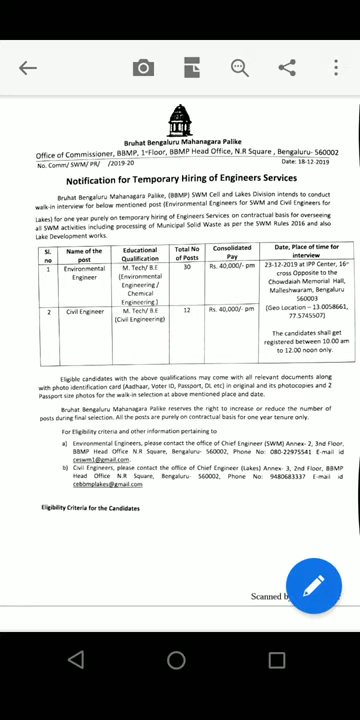 Bruhat Bengaluru Mahanagara Palike
Office of Commissioner, BBMP, 1st Floor, BBMP Head Office, N.R Square, Bengaluru- 560002
No. Comm/ SWM/ PR/ /2019-20 Date: 18-12-2019
Notification for Temporary Hiring of Engineers Services
Bruhat Bengaluru Mahanagara Palike, (BBMP) SWM Cell and Lakes Division intends to conduct
walk-in interview for below mentioned post (Environmental Engineers for SWM and Civil Engineers for
Lakes) for one year purely on temporary hiring of Engineers Services on contractual basis for overseeing
all SWM activities including processing of Municipal Solid Waste as per the SWM Rules 2016 and also
Lake Development works.
Sl. no Name of the post Educational Qualification Total No of Posts Consolidated Pay Date, Place of time for interview
1 Environmental Engineer M. Tech/ B.E (Environmental Engineering / Chemical Engineering ) 30 Rs. 40,000/- pm 23-12-2019 at IPP Center, 16th cross Opposite to the Chowdaiah Memorial Hall, Malleshwaram, Bengaluru 560003
2 Civil Engineer M. Tech/ B.E (Civil Engineering) 12 Rs. 40,000/- pm (Geo Location – 13.0058661, 77.5745507)
The candidates shall get registered between 10.00 am to 12.00 noon only.
Eligible candidates with the above qualifications may come with all relevant documents along
with photo identification card (Aadhaar, Voter ID, Passport, DL etc) in original and its photocopies and 2
Passport size photos for the walk-in selection at above mentioned place and date.
Bruhat Bengaluru Mahanagara Palike reserves the right to increase or reduce the number of
posts during final selection. All the posts are purely on contractual basis for one year tenure only.
For Eligibility criteria and other information pertaining to
a) Environmental Engineers, please contact the office of Chief Engineer (SWM) Annex- 2, 3nd Floor,
BBMP Head Office N.R Square, Bengaluru- 560002, Phone No: 080-22975541 E-mail id
ceswm1@gmail.com.
b) Civil Engineers, please contact the office of Chief Engineer (Lakes) Annex- 3, 2nd Floor, BBMP
Head Office N.R Square, Bengaluru- 560002, Phone No: 9480683337 E-mail id
cebbmplakes@gmail.com
Eligibility Criteria for the Candidates
Scanned